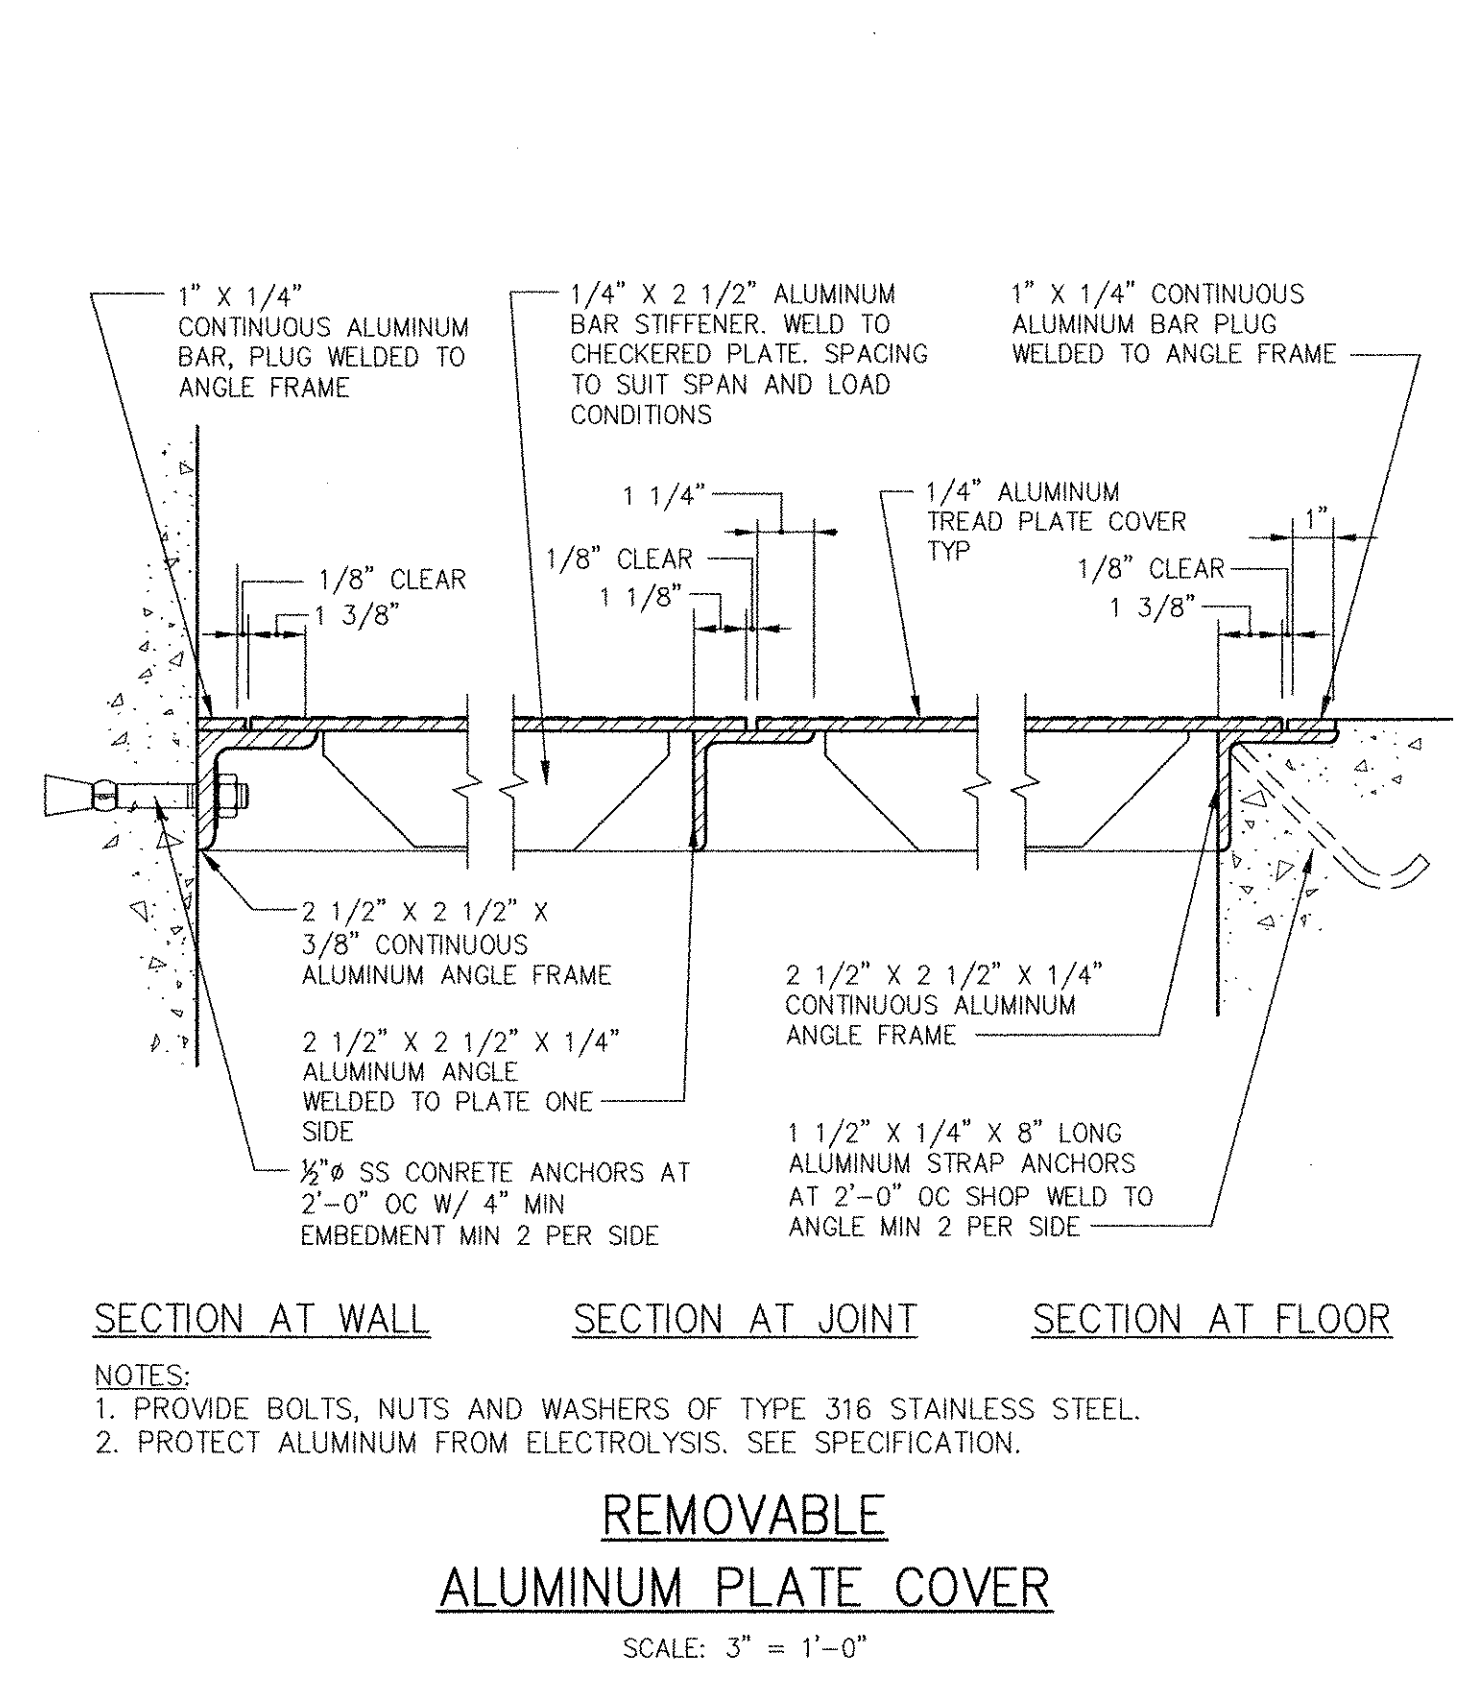 1" X 1/4"
CONTINUOUS ALUMINUM
BAR, PLUG WELDED TO
ANGLE FRAME
1/4" X 2 1/2" ALUMINUM
BAR STIFFENER. WELD TO
CHECKERED PLATE. SPACING
TO SUIT SPAN AND LOAD
CONDITIONS
1" X 1/4" CONTINUOUS
ALUMINUM BAR PLUG
WELDED TO ANGLE FRAME
1/8" CLEAR
1 3/8"
1 1/4"
1/8" CLEAR
1 1/8"
1/4" ALUMINUM
TREAD PLATE COVER
TYP
1"
1/8" CLEAR
1 3/8"
2 1/2" X 2 1/2" X
3/8" CONTINUOUS
ALUMINUM ANGLE FRAME
2 1/2" X 2 1/2" X 1/4"
ALUMINUM ANGLE
WELDED TO PLATE ONE
SIDE
½"ø SS CONRETE ANCHORS AT
2'-0" OC W/ 4" MIN
EMBEDMENT MIN 2 PER SIDE
2 1/2" X 2 1/2" X 1/4"
CONTINUOUS ALUMINUM
ANGLE FRAME
1 1/2" X 1/4" X 8" LONG
ALUMINUM STRAP ANCHORS
AT 2'-0" OC SHOP WELD TO
ANGLE MIN 2 PER SIDE
SECTION AT WALL
SECTION AT JOINT
SECTION AT FLOOR
NOTES:
1. PROVIDE BOLTS, NUTS AND WASHERS OF TYPE 316 STAINLESS STEEL.
2. PROTECT ALUMINUM FROM ELECTROLYSIS. SEE SPECIFICATION.
REMOVABLE
ALUMINUM PLATE COVER
SCALE: 3" = 1'-0"